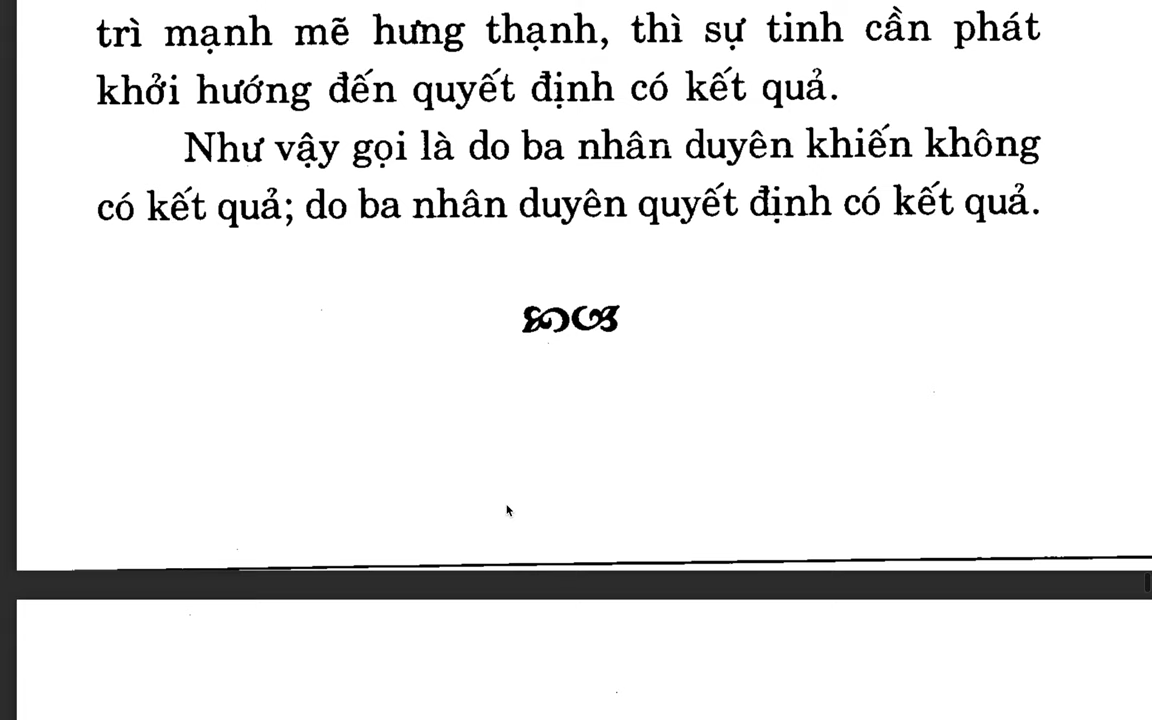 trì mạnh mẽ hưng thạnh, thì sự tinh cần phát
khởi hướng đến quyết định có kết quả.
Như vậy gọi là do ba nhân duyên khiến không
có kết quả; do ba nhân duyên quyết định có kết quả.